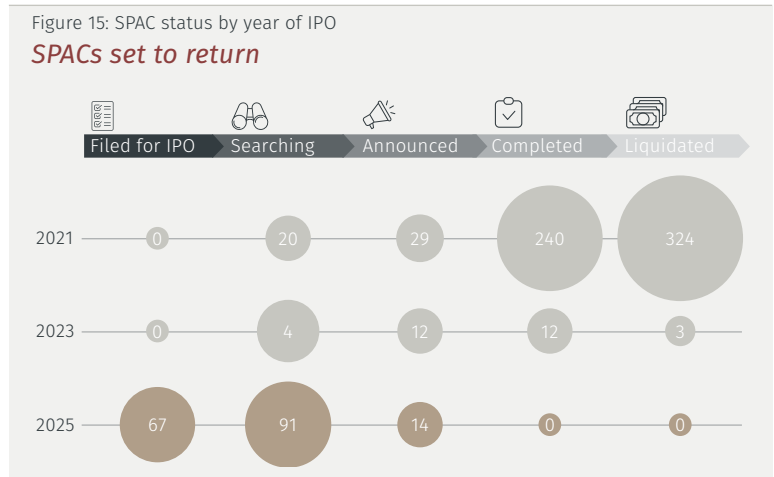 Figure 15: SPAC status by year of IPO
SPACs set to return
Filed for IPO Searching Announced Completed Liquidated
2021 0 20 29 240 324
2023 0 4 12 12 3
2025 67 91 14 0 0